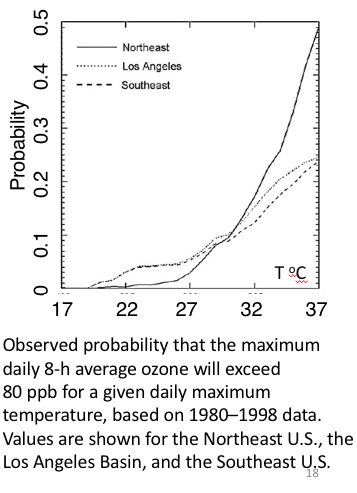 0.5
0.4
0.3
0.2
0.1
0
Probability
Northeast
Los Angeles
Southeast
T ºC
17 22 27 32 37
Observed probability that the maximum
daily 8-h average ozone will exceed
80 ppb for a given daily maximum
temperature, based on 1980–1998 data.
Values are shown for the Northeast U.S., the
Los Angeles Basin, and the Southeast U.S.
18